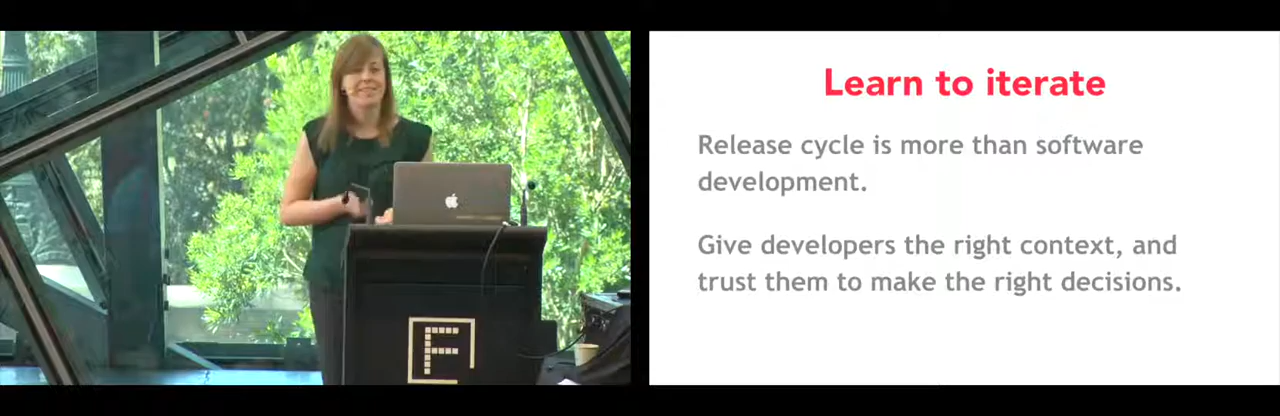 Learn to iterate
Release cycle is more than software
development.
Give developers the right context, and
trust them to make the right decisions.
F